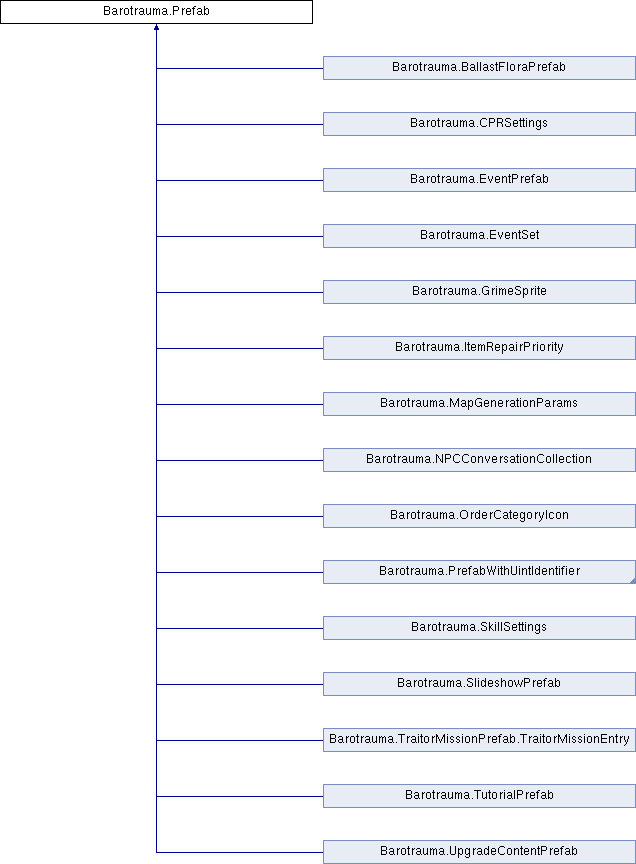 Barotrauma.Prefab
Barotrauma.BallastFloraPrefab
Barotrauma.CPRSettings
Barotrauma.EventPrefab
Barotrauma.EventSet
Barotrauma.GrimeSprite
Barotrauma.ItemRepairPriority
Barotrauma.MapGenerationParams
Barotrauma.NPCConversationCollection
Barotrauma.OrderCategoryIcon
Barotrauma.PrefabWithUintIdentifier
Barotrauma.SkillSettings
Barotrauma.SlideshowPrefab
Barotrauma.TraitorMissionPrefab.TraitorMissionEntry
Barotrauma.TutorialPrefab
Barotrauma.UpgradeContentPrefab